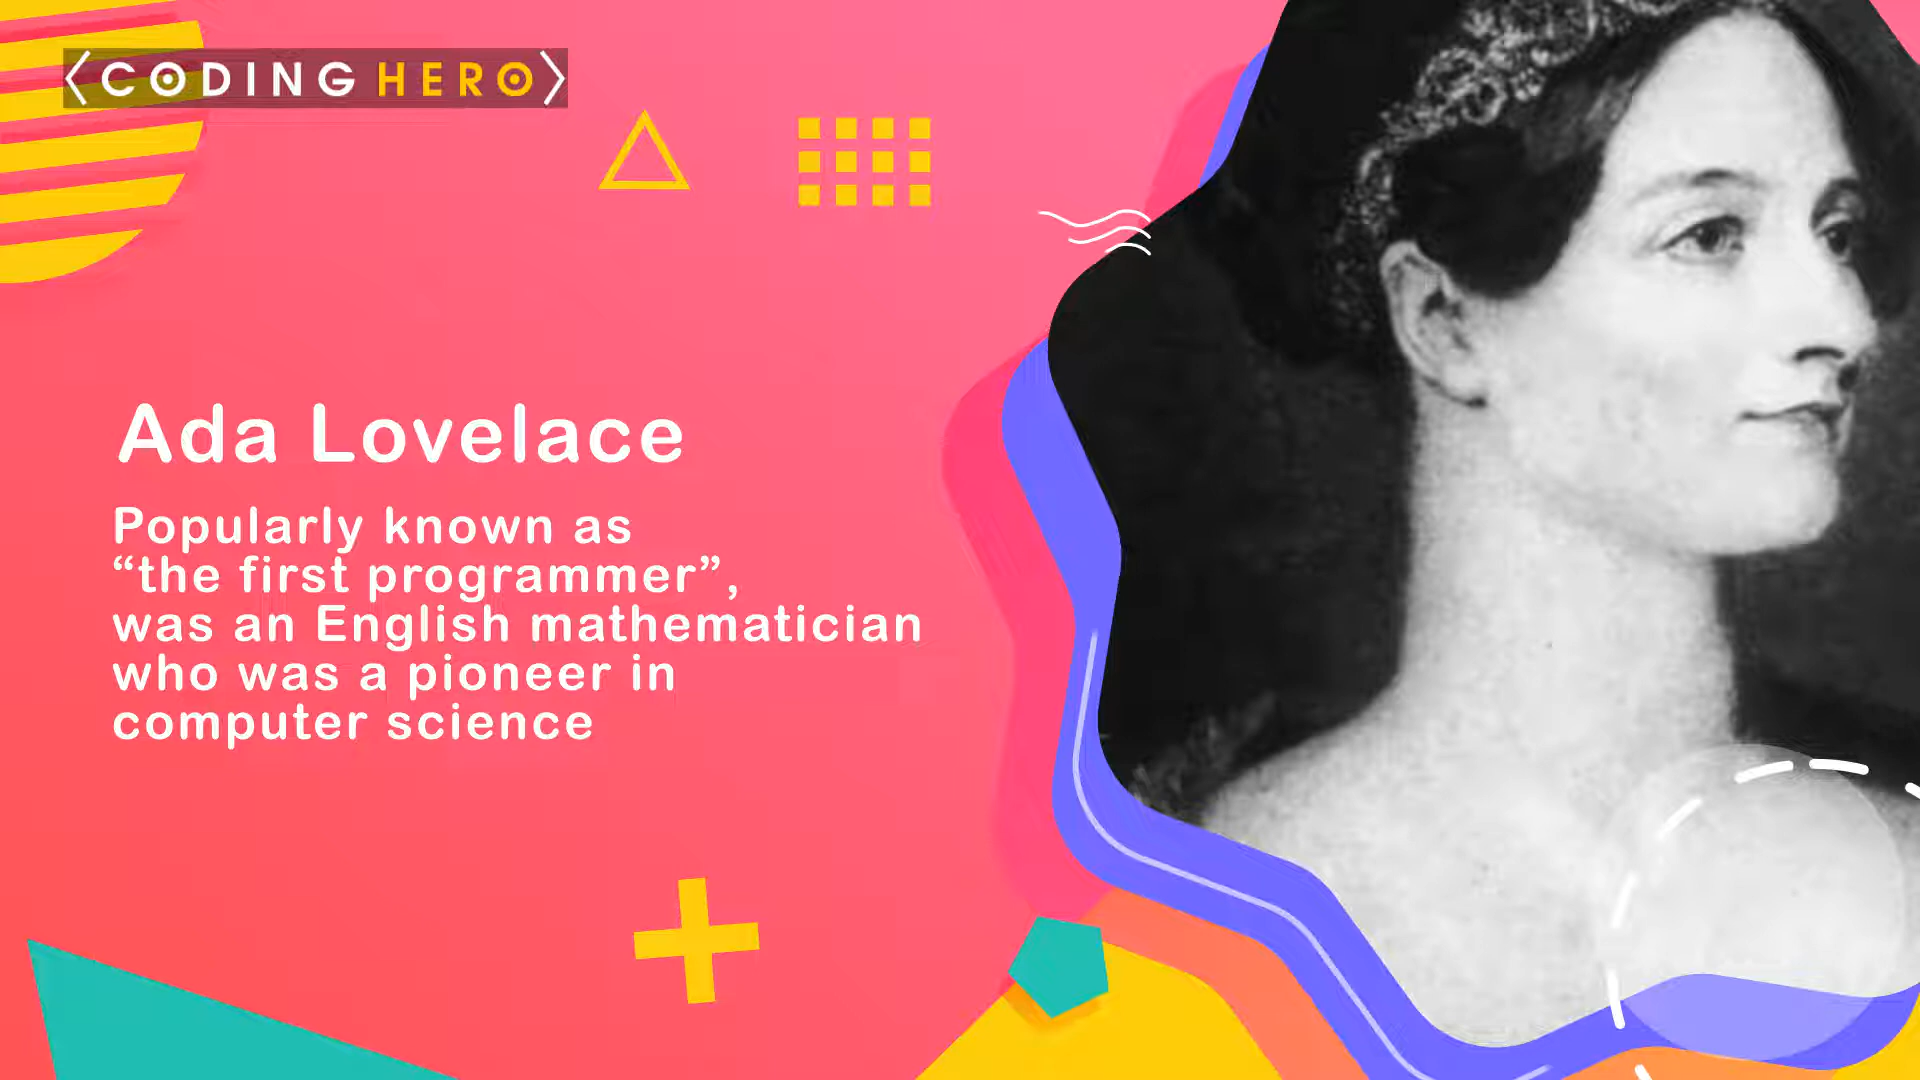 CODING HERO
Ada Lovelace
Popularly known as
“the first programmer”,
was an English mathematician
who was a pioneer in
computer science